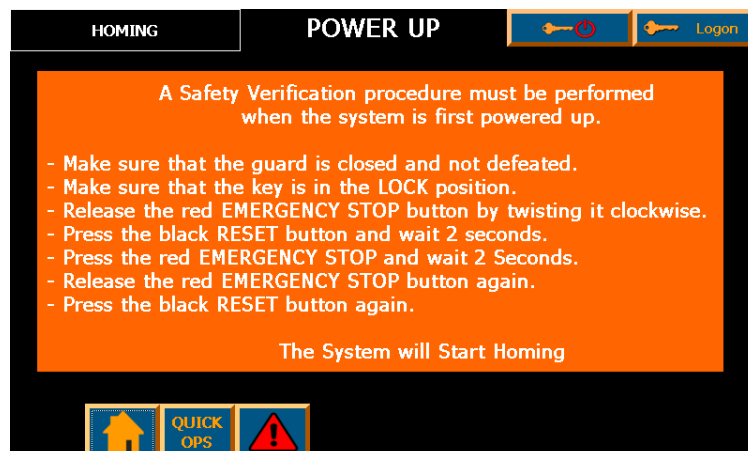 HOMING
POWER UP
Logon
A Safety Verification procedure must be performed
when the system is first powered up.
- Make sure that the guard is closed and not defeated.
- Make sure that the key is in the LOCK position.
- Release the red EMERGENCY STOP button by twisting it clockwise.
- Press the black RESET button and wait 2 seconds.
- Press the red EMERGENCY STOP and wait 2 Seconds.
- Release the red EMERGENCY STOP button again.
- Press the black RESET button again.
The System will Start Homing
QUICK
OPS